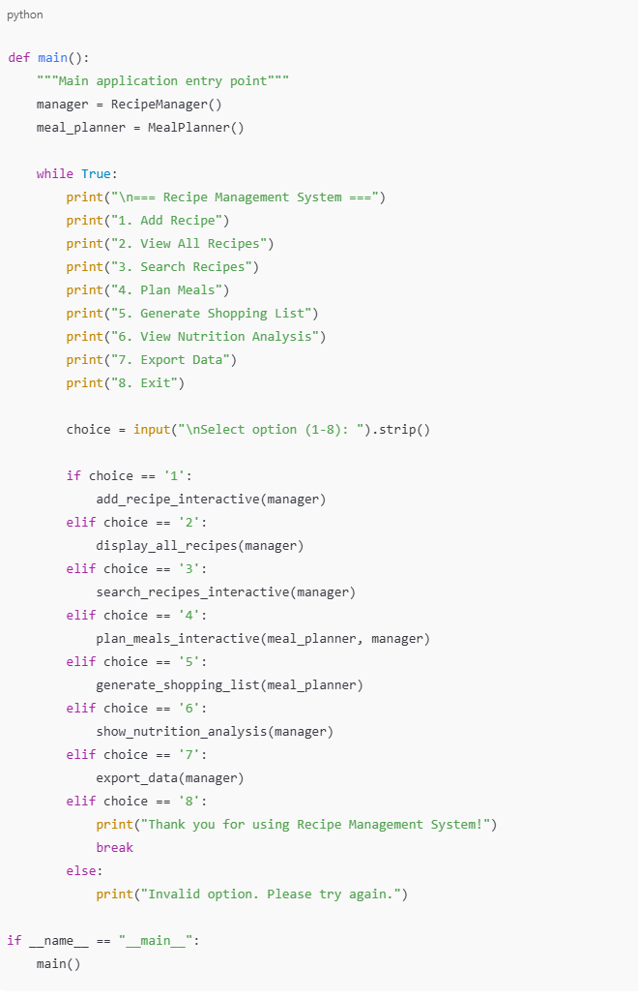 python
def main():
    """Main application entry point"""
    manager = RecipeManager()
    meal_planner = MealPlanner()

    while True:
        print("\n=== Recipe Management System ===")
        print("1. Add Recipe")
        print("2. View All Recipes")
        print("3. Search Recipes")
        print("4. Plan Meals")
        print("5. Generate Shopping List")
        print("6. View Nutrition Analysis")
        print("7. Export Data")
        print("8. Exit")

        choice = input("\nSelect option (1-8): ").strip()

        if choice == '1':
            add_recipe_interactive(manager)
        elif choice == '2':
            display_all_recipes(manager)
        elif choice == '3':
            search_recipes_interactive(manager)
        elif choice == '4':
            plan_meals_interactive(meal_planner, manager)
        elif choice == '5':
            generate_shopping_list(meal_planner)
        elif choice == '6':
            show_nutrition_analysis(manager)
        elif choice == '7':
            export_data(manager)
        elif choice == '8':
            print("Thank you for using Recipe Management System!")
            break
        else:
            print("Invalid option. Please try again.")

if __name__ == "__main__":
    main()